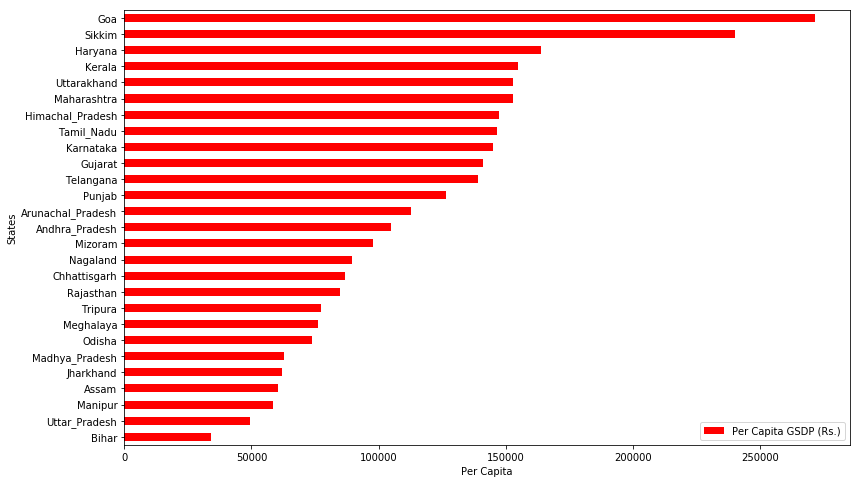 Goa
Sikkim
Haryana
Kerala
Uttarakhand
Maharashtra
Himachal_Pradesh
Tamil_Nadu
Karnataka
Gujarat
Telangana
Punjab
Arunachal_Pradesh
Andhra_Pradesh
Mizoram
Nagaland
Chhattisgarh
Rajasthan
Tripura
Meghalaya
Odisha
Madhya_Pradesh
Jharkhand
Assam
Manipur
Uttar_Pradesh
Bihar
States
Per Capita GSDP (Rs.)
0 50000 100000 150000 200000 250000
Per Capita